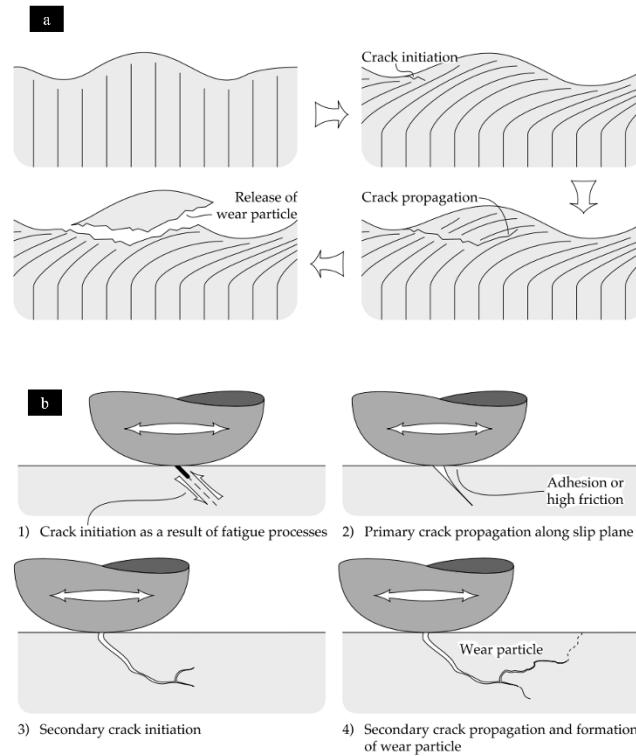 a
Crack initiation
Release of
wear particle
Crack propagation
b
1) Crack initiation as a result of fatigue processes
Adhesion or
high friction
2) Primary crack propagation along slip plane
3) Secondary crack initiation
Wear particle
4) Secondary crack propagation and formation
of wear particle